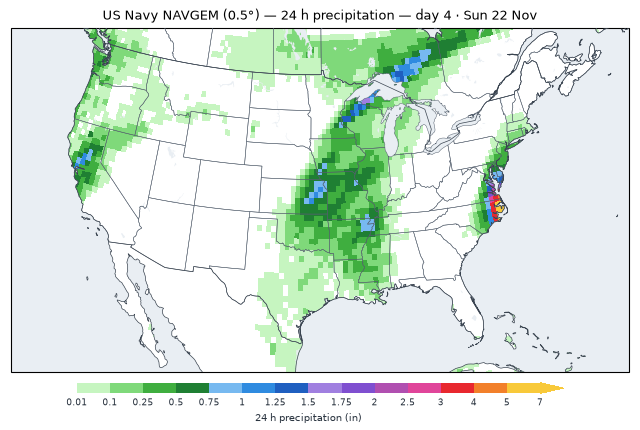 US Navy NAVGEM (0.5°) — 24 h precipitation — day 4 · Sun 22 Nov
0.01 0.1 0.25 0.5 0.75 1 1.25 1.5 1.75 2 2.5 3 4 5 7
24 h precipitation (in)